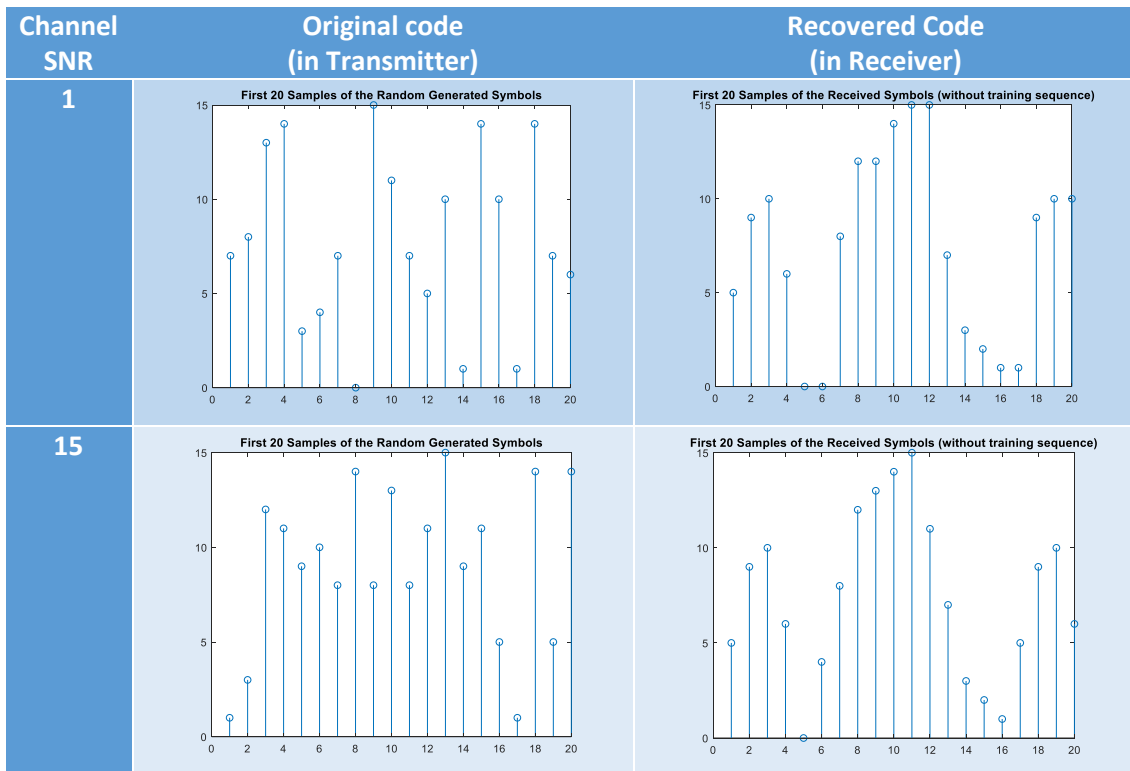 Channel SNR
Original code (in Transmitter)
Recovered Code (in Receiver)
1
First 20 Samples of the Random Generated Symbols
15
10
5
0
0 2 4 6 8 10 12 14 16 18 20
First 20 Samples of the Received Symbols (without training sequence)
15
10
5
0
0 2 4 6 8 10 12 14 16 18 20
15
First 20 Samples of the Random Generated Symbols
15
10
5
0
0 2 4 6 8 10 12 14 16 18 20
First 20 Samples of the Received Symbols (without training sequence)
15
10
5
0
0 2 4 6 8 10 12 14 16 18 20